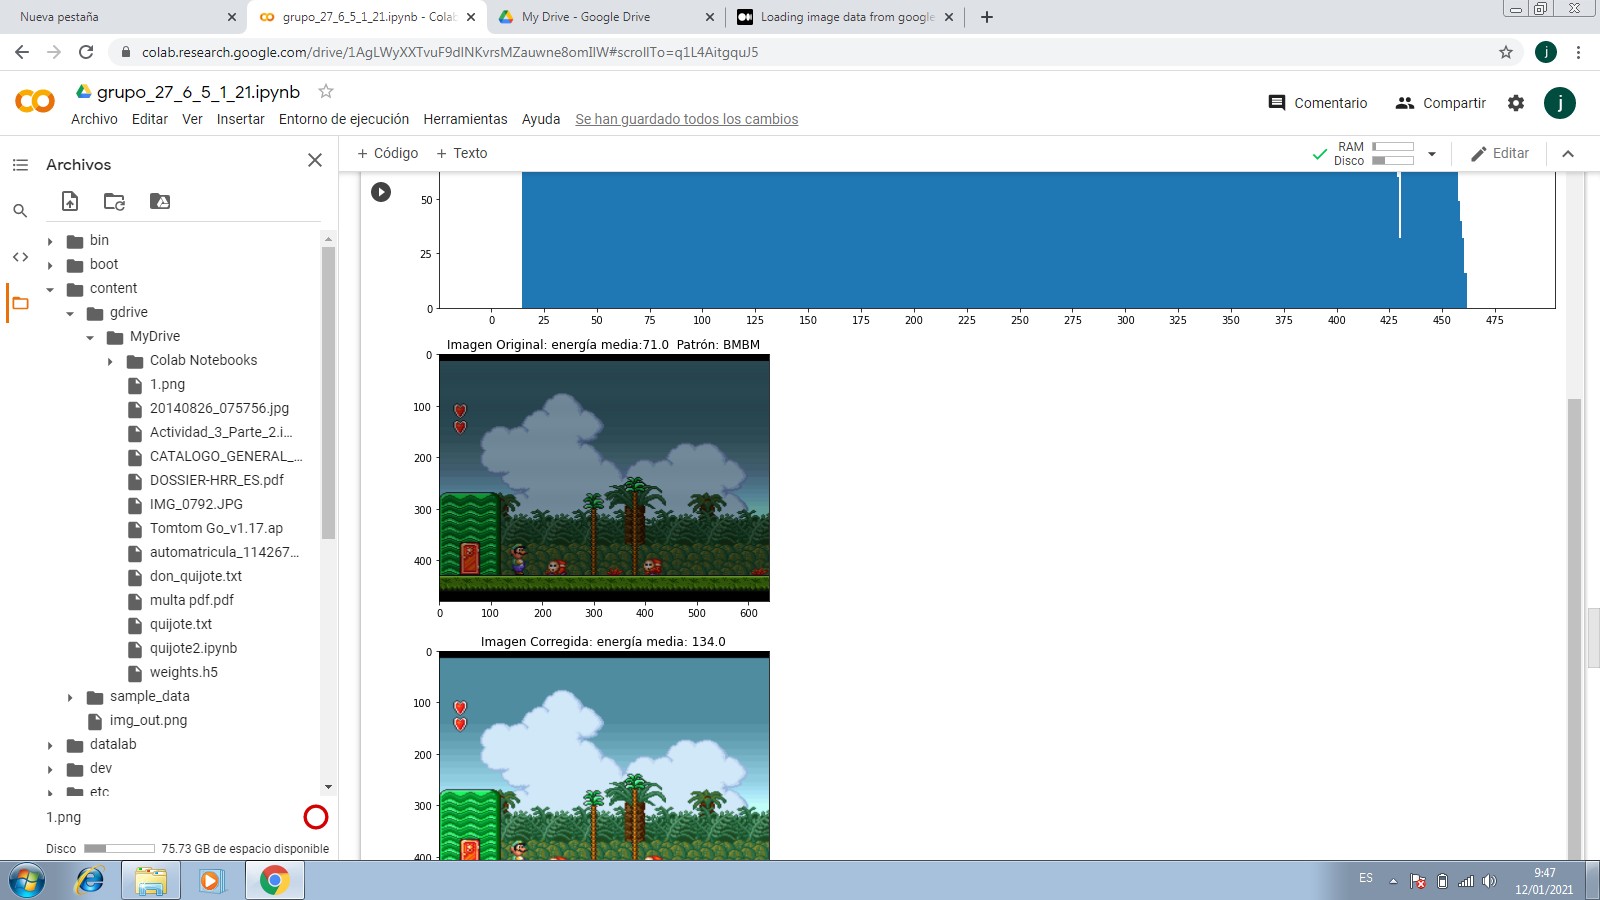 Nueva pestaña
grupo_27_6_5_1_21.ipynb - Colab
My Drive - Google Drive
Loading image data from google
colab.research.google.com/drive/1AgLWyXXTvuF9dlNKvrsMZauwne8omIlW#scrollTo=q1L4AitgquJ5
j
CO
grupo_27_6_5_1_21.ipynb
Comentario
Compartir
j
Archivo Editar Ver Insertar Entorno de ejecución Herramientas Ayuda Se han guardado todos los cambios
Archivos
+ Código + Texto
RAM
Disco
Editar
bin
boot
content
gdrive
MyDrive
Colab Notebooks
1.png
20140826_075756.jpg
Actividad_3_Parte_2.i...
CATALOGO_GENERAL_...
DOSSIER-HRR_ES.pdf
IMG_0792.JPG
Tomtom Go_v1.17.ap
automatricula_114267...
don_quijote.txt
multa pdf.pdf
quijote.txt
quijote2.ipynb
weights.h5
sample_data
img_out.png
datalab
dev
etc
1.png
Disco 75.73 GB de espacio disponible
50
25
0
0 25 50 75 100 125 150 175 200 225 250 275 300 325 350 375 400 425 450 475
Imagen Original: energía media:71.0 Patrón: BMBM
0
100
200
300
400
0 100 200 300 400 500 600
Imagen Corregida: energía media: 134.0
0
100
200
300
400
ES
9:47
12/01/2021